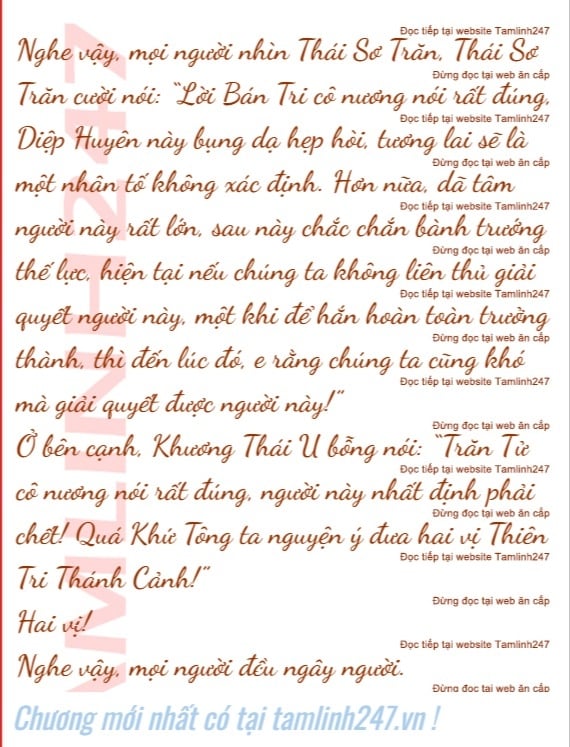 Đọc tiếp tại website Tamlinh247
Nghe vậy, mọi người nhìn Thái Sơ Trăn, Thái Sơ
Đừng đọc tại web ăn cắp
Trăn cười nói: “Lời Bán Tri cô nương nói rất đúng,
Đọc tiếp tại website Tamlinh247
Diệp Huyên này bụng dạ hẹp hòi, tương lai sẽ là
Đừng đọc tại web ăn cắp
một nhân tố không xác định. Hơn nữa, dã tâm
Đọc tiếp tại website Tamlinh247
người này rất lớn, sau này chắc chắn bành trướng
Đừng đọc tại web ăn cắp
thế lực, hiện tại nếu chúng ta không liên thủ giải
Đọc tiếp tại website Tamlinh247
quyết người này, một khi để hắn hoàn toàn trưởng
Đừng đọc tại web ăn cắp
thành, thì đến lúc đó, e rằng chúng ta cũng khó
Đọc tiếp tại website Tamlinh247
mà giải quyết được người này!”
Đừng đọc tại web ăn cắp
Ở bên cạnh, Khương Thái U bỗng nói: “Trăn Tử
Đọc tiếp tại website Tamlinh247
cô nương nói rất đúng, người này nhất định phải
Đừng đọc tại web ăn cắp
chết! Quá Khứ Tông ta nguyện ý đưa hai vị Thiên
Đọc tiếp tại website Tamlinh247
Tri Thánh Cảnh!”
Đừng đọc tại web ăn cắp
Hai vị!
Đọc tiếp tại website Tamlinh247
Nghe vậy, mọi người đều ngây người.
Đừng đọc tại web ăn cắp
AMLINH247
Chương mới nhất có tại tamlinh247.vn !